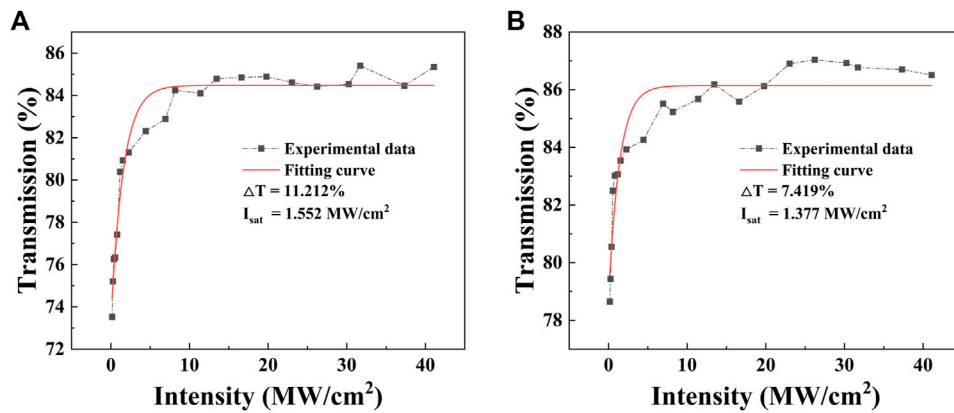 A
Transmission (%)
86
84
82
80
78
76
74
72
Experimental data
Fitting curve
△T = 11.212%
I_sat = 1.552 MW/cm²
0 10 20 30 40
Intensity (MW/cm²)
B
Transmission (%)
88
86
84
82
80
78
Experimental data
Fitting curve
△T = 7.419%
I_sat = 1.377 MW/cm²
0 10 20 30 40
Intensity (MW/cm²)